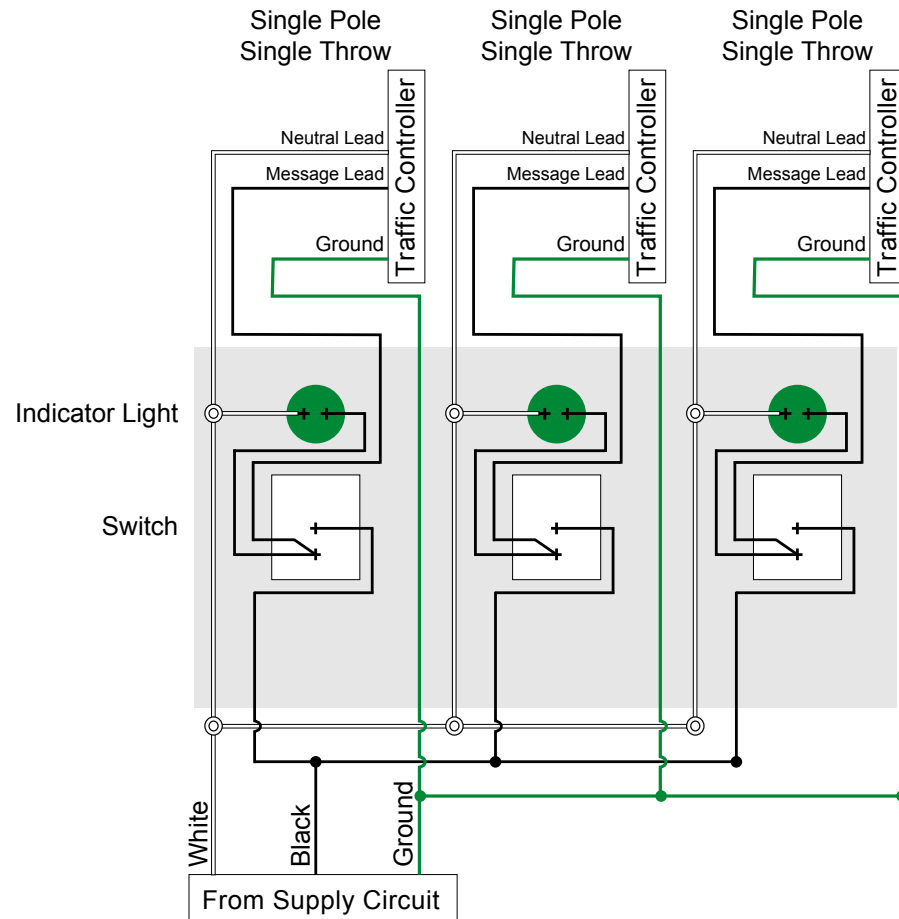 Single Pole
Single Throw
Single Pole
Single Throw
Single Pole
Single Throw
Neutral Lead
Message Lead
Ground
Traffic Controller
Neutral Lead
Message Lead
Ground
Traffic Controller
Neutral Lead
Message Lead
Ground
Traffic Controller
Indicator Light
Switch
White
Black
Ground
From Supply Circuit